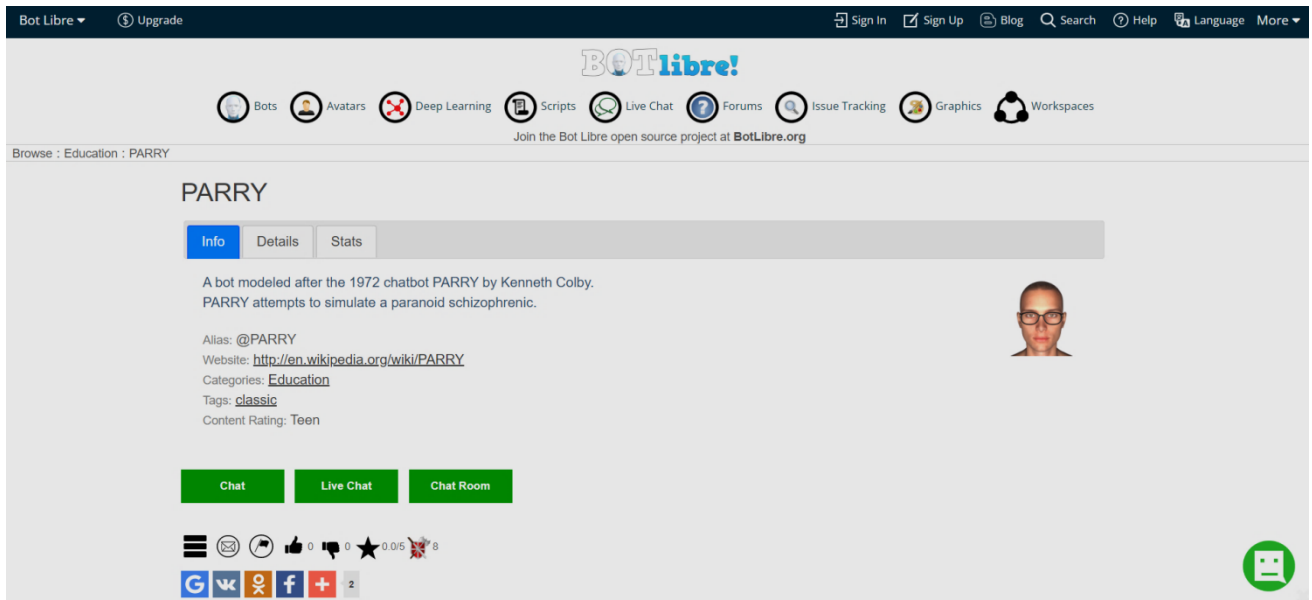 Bot Libre Upgrade Sign In Sign Up Blog Search Help Language More
BOTlibre!
Bots Avatars Deep Learning Scripts Live Chat Forums Issue Tracking Graphics Workspaces
Join the Bot Libre open source project at BotLibre.org
Browse : Education : PARRY
PARRY
Info Details Stats
A bot modeled after the 1972 chatbot PARRY by Kenneth Colby.
PARRY attempts to simulate a paranoid schizophrenic.
Alias: @PARRY
Website: http://en.wikipedia.org/wiki/PARRY
Categories: Education
Tags: classic
Content Rating: Teen
Chat Live Chat Chat Room
0 0 0.0/5 8
2